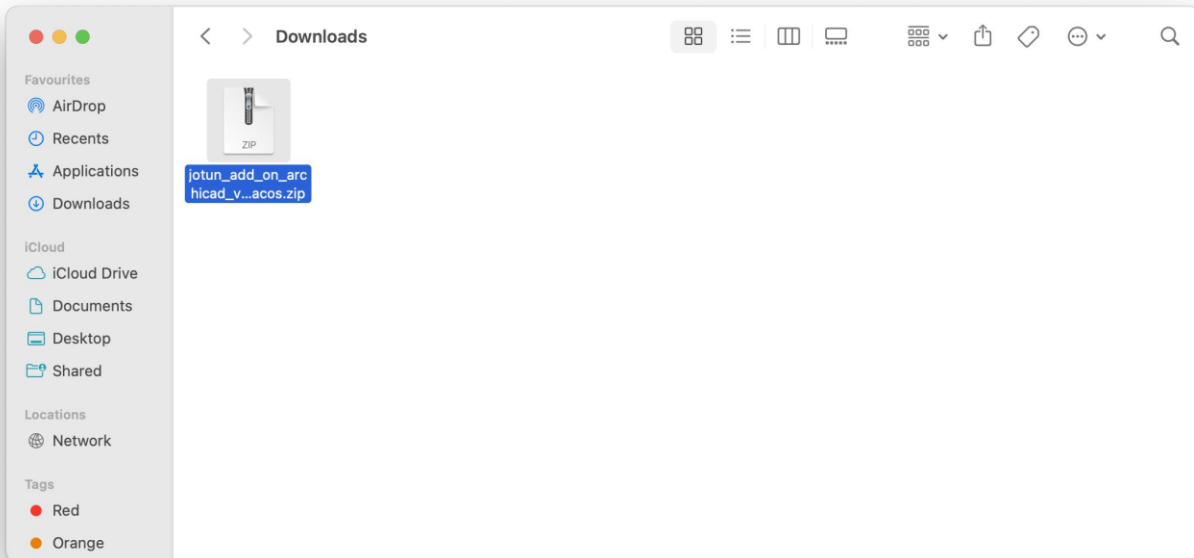 Downloads
Favourites
AirDrop
Recents
Applications
Downloads
iCloud
iCloud Drive
Documents
Desktop
Shared
Locations
Network
Tags
Red
Orange
ZIP
jotun_add_on_arc
hicad_v...acos.zip